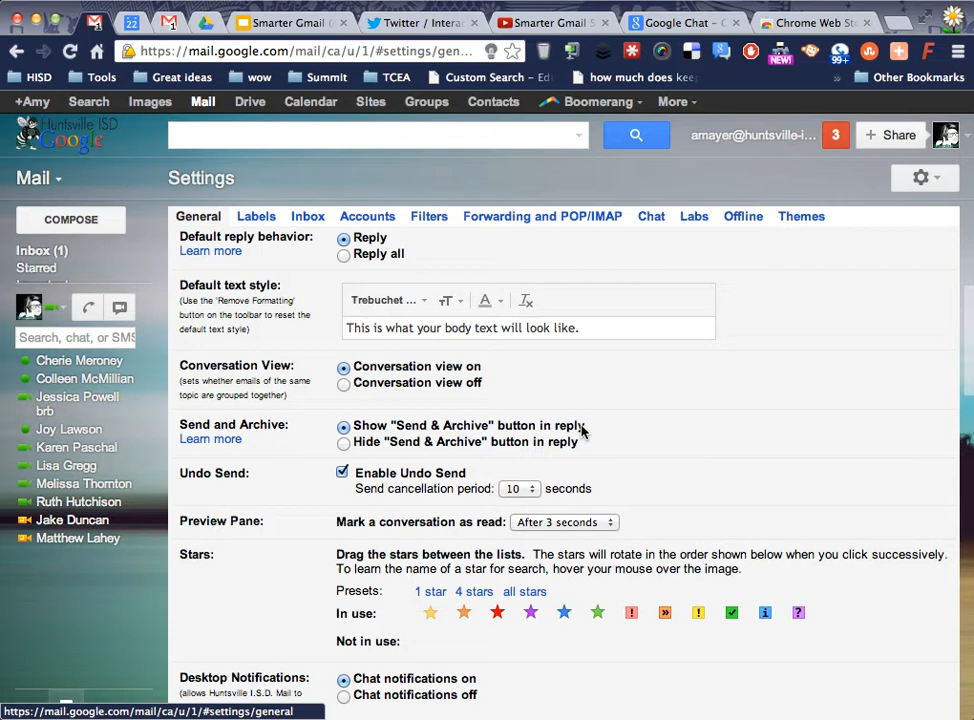 Smarter Gmail (
Twitter / Intera
Smarter Gmail S
Google Chat - C
Chrome Web St
https://mail.google.com/mail/ca/u/1/#settings/gen...
NEW!
99+
HISD
Tools
Great ideas
wow
Summit
TCEA
Custom Search - Edi
how much does keep
»
Other Bookmarks
+Amy
Search
Images
Mail
Drive
Calendar
Sites
Groups
Contacts
Boomerang
More
Huntsville ISD
Google
amayer@huntsville-i...
3
+ Share
Mail
Settings
COMPOSE
General
Labels
Inbox
Accounts
Filters
Forwarding and POP/IMAP
Chat
Labs
Offline
Themes
Inbox (1)
Starred
Search, chat, or SMS
Cherie Meroney
Colleen McMillian
Jessica Powell
brb
Joy Lawson
Karen Paschal
Lisa Gregg
Melissa Thornton
Ruth Hutchison
Jake Duncan
Matthew Lahey
Default reply behavior:
Learn more
Reply
Reply all
Default text style:
(Use the 'Remove Formatting'
button on the toolbar to reset the
default text style)
Trebuchet ...
This is what your body text will look like.
Conversation View:
(sets whether emails of the same
topic are grouped together)
Conversation view on
Conversation view off
Send and Archive:
Learn more
Show "Send & Archive" button in reply
Hide "Send & Archive" button in reply
Undo Send:
Enable Undo Send
Send cancellation period: 10 seconds
Preview Pane:
Mark a conversation as read: After 3 seconds
Stars:
Drag the stars between the lists. The stars will rotate in the order shown below when you click successively.
To learn the name of a star for search, hover your mouse over the image.
Presets: 1 star 4 stars all stars
In use:
Not in use:
Desktop Notifications:
(allows Huntsville I.S.D. Mail to
Chat notifications on
Chat notifications off
https://mail.google.com/mail/ca/u/1/#settings/general